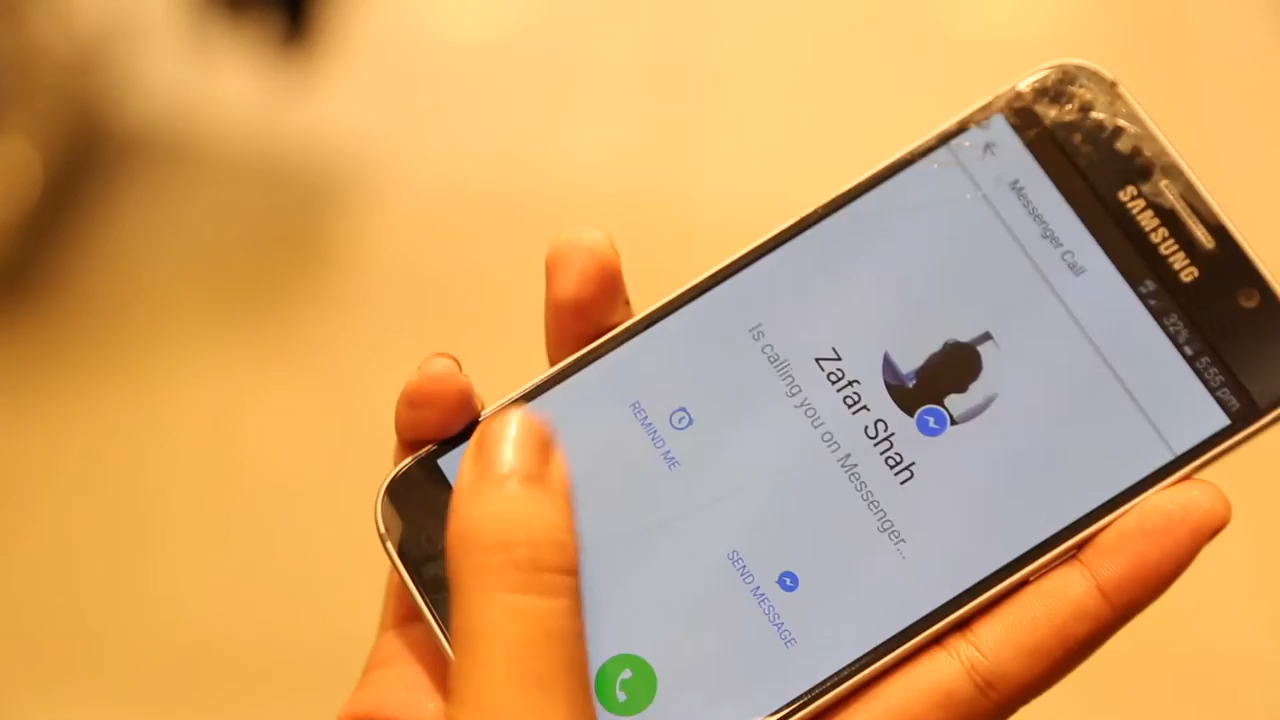 SAMSUNG
32% 5:55 pm
Messenger Call
Zafar Shah
Is calling you on Messenger...
REMIND ME
SEND MESSAGE